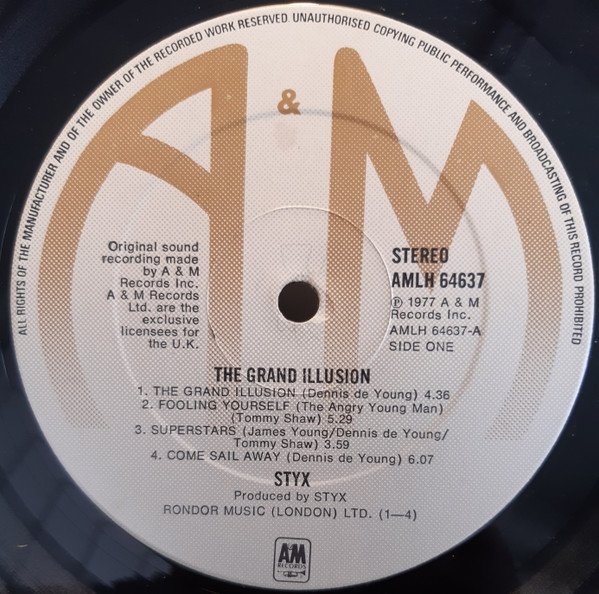 ALL RIGHTS OF THE MANUFACTURER AND OF THE OWNER OF THE RECORDED WORK RESERVED. UNAUTHORISED COPYING PUBLIC PERFORMANCE AND BROADCASTING OF THIS RECORD PROHIBITED
A & M
Original sound
recording made
by A & M
Records Inc.
A & M Records
Ltd. are the
exclusive
licensees for
the U.K.
STEREO
AMLH 64637
℗ 1977 A & M
Records Inc.
AMLH 64637-A
SIDE ONE
THE GRAND ILLUSION
1. THE GRAND ILLUSION (Dennis de Young) 4.36
2. FOOLING YOURSELF (The Angry Young Man)
(Tommy Shaw) 5.29
3. SUPERSTARS (James Young/Dennis de Young/
Tommy Shaw) 3.59
4. COME SAIL AWAY (Dennis de Young) 6.07
STYX
Produced by STYX
RONDOR MUSIC (LONDON) LTD. (1—4)
AM
RECORDS